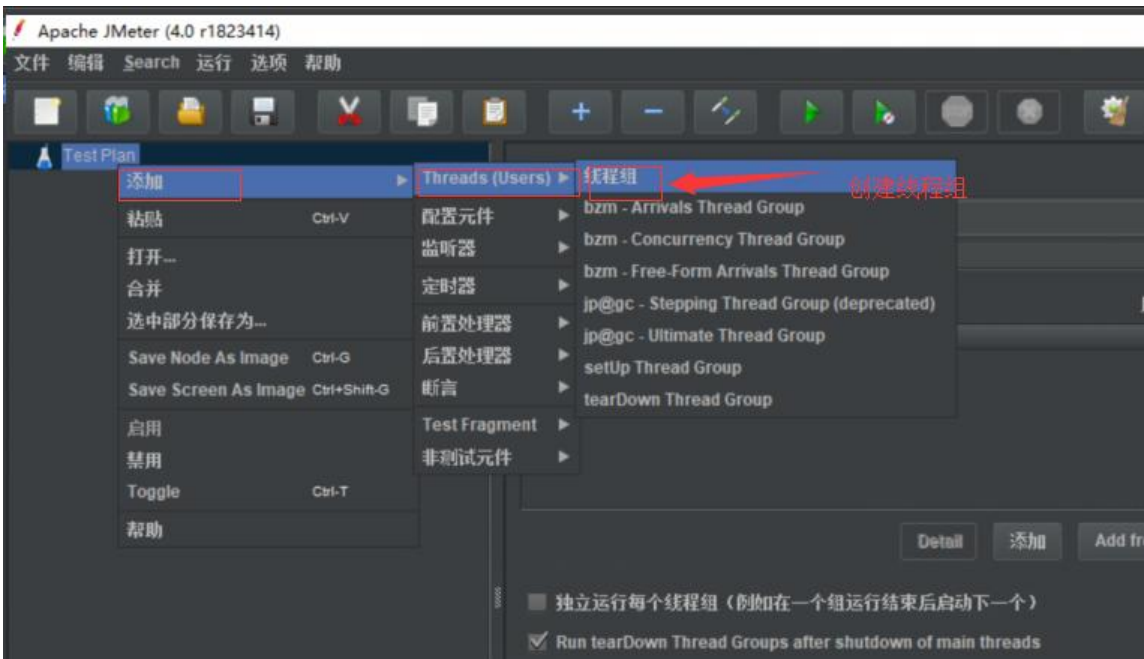 Apache JMeter (4.0 r1823414)
文件 编辑 Search 运行 选项 帮助
Test Plan
添加
粘贴 Ctrl-V
打开...
合并
选中部分保存为...
Save Node As Image Ctrl-G
Save Screen As Image Ctrl+Shift-G
启用
禁用
Toggle Ctrl-T
帮助
Threads (Users)
配置元件
监听器
定时器
前置处理器
后置处理器
断言
Test Fragment
非测试元件
线程组
bzm - Arrivals Thread Group
bzm - Concurrency Thread Group
bzm - Free-Form Arrivals Thread Group
jp@gc - Stepping Thread Group (deprecated)
jp@gc - Ultimate Thread Group
setUp Thread Group
tearDown Thread Group
创建线程组
Detail 添加 Add
独立运行每个线程组（例如在一个组运行结束后启动下一个）
Run tearDown Thread Groups after shutdown of main threads